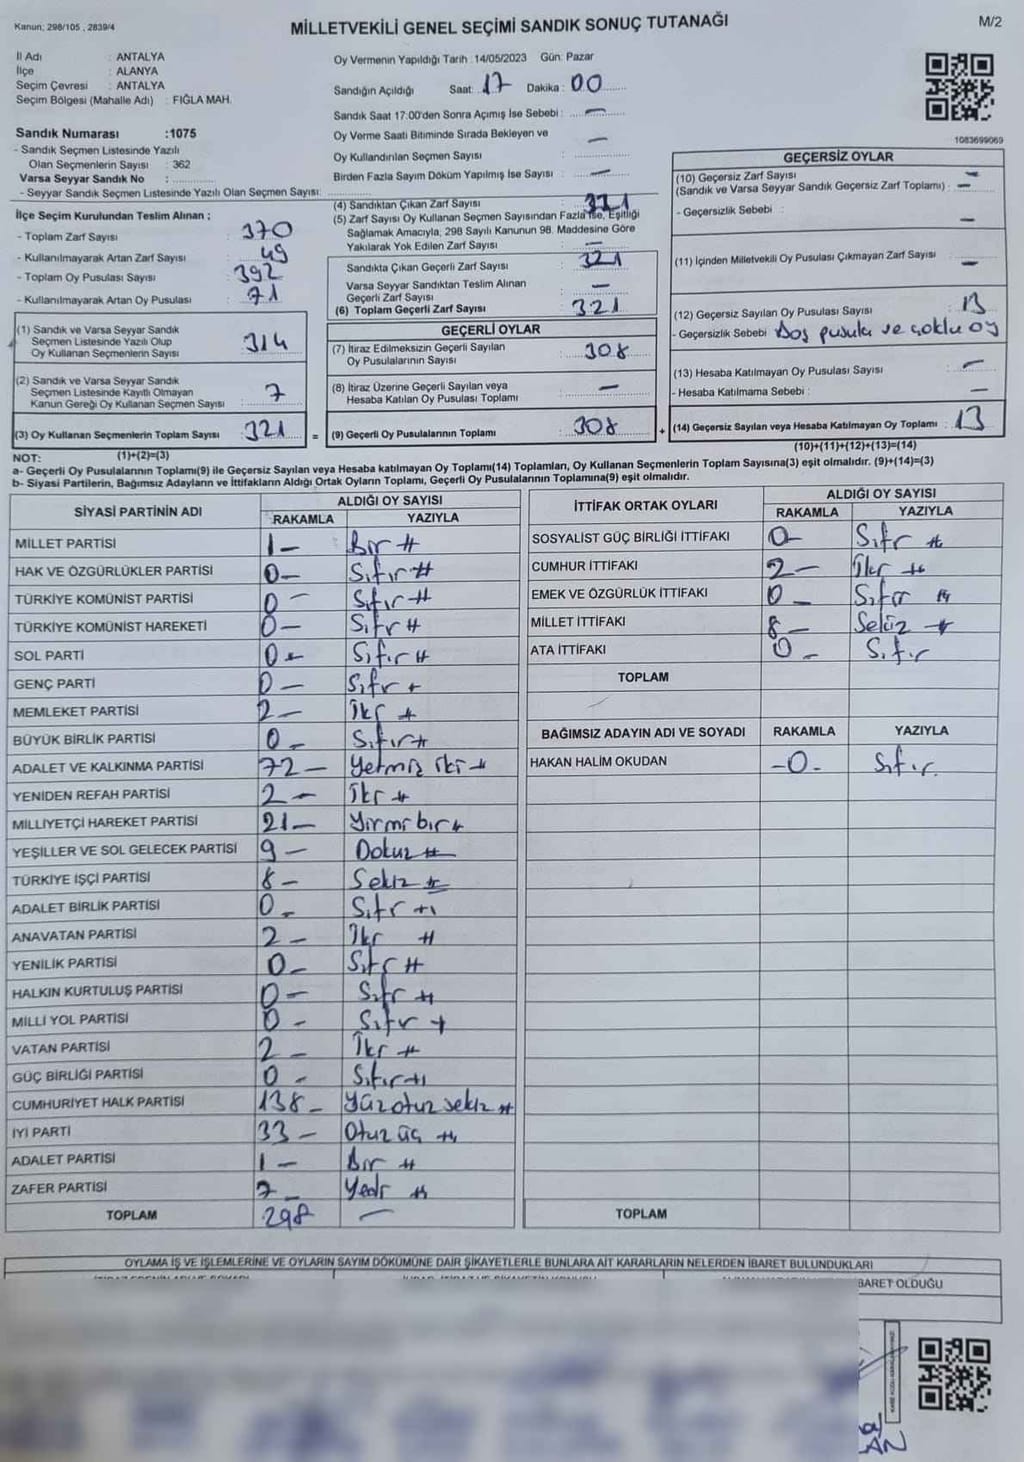 Kanun; 298/105 , 2839/4
MİLLETVEKİLİ GENEL SEÇİMİ SANDIK SONUÇ TUTANAĞI
M/2
İl Adı : ANTALYA
İlçe : ALANYA
Seçim Çevresi : ANTALYA
Seçim Bölgesi (Mahalle Adı) : FIĞLA MAH.
Sandık Numarası :1075
- Sandık Seçmen Listesinde Yazılı
Olan Seçmenlerin Sayısı : 362
Varsa Seyyar Sandık No :
- Seyyar Sandık Seçmen Listesinde Yazılı Olan Seçmen Sayısı:
İlçe Seçim Kurulundan Teslim Alınan ;
- Toplam Zarf Sayısı : 370
- Kullanılmayarak Artan Zarf Sayısı : 49
- Toplam Oy Pusulası Sayısı : 392
- Kullanılmayarak Artan Oy Pusulası : 71
(1) Sandık ve Varsa Seyyar Sandık
Seçmen Listesinde Yazılı Olup
Oy Kullanan Seçmenlerin Sayısı : 314
(2) Sandık ve Varsa Seyyar Sandık
Seçmen Listesinde Kayıtlı Olmayan
Kanun Gereği Oy Kullanan Seçmen Sayısı : 7
(3) Oy Kullanan Seçmenlerin Toplam Sayısı : 321 =
(1)+(2)=(3)
Oy Vermenin Yapıldığı Tarih :14/05/2023 Gün: Pazar
Sandığın Açıldığı Saat: 17 Dakika : 00
Sandık Saat 17:00'den Sonra Açımış İse Sebebi : —
Oy Verme Saati Bitiminde Sırada Bekleyen ve
Oy Kullandırılan Seçmen Sayısı : —
Birden Fazla Sayım Döküm Yapılmış İse Sayısı : —
(4) Sandıktan Çıkan Zarf Sayısı : 321
(5) Zarf Sayısı Oy Kullanan Seçmen Sayısından Fazla İse, Eşitliği
Sağlamak Amacıyla; 298 Sayılı Kanunun 98. Maddesine Göre
Yakılarak Yok Edilen Zarf Sayısı : —
Sandıkta Çıkan Geçerli Zarf Sayısı : 321
Varsa Seyyar Sandıktan Teslim Alınan
Geçerli Zarf Sayısı : —
(6) Toplam Geçerli Zarf Sayısı : 321
GEÇERLİ OYLAR
(7) İtiraz Edilmeksizin Geçerli Sayılan
Oy Pusulalarının Sayısı : 308
(8) İtiraz Üzerine Geçerli Sayılan veya
Hesaba Katılan Oy Pusulası Toplamı : —
(9) Geçerli Oy Pusulalarının Toplamı : 308 +
1083699069
GEÇERSİZ OYLAR
(10) Geçersiz Zarf Sayısı : —
(Sandık ve Varsa Seyyar Sandık Geçersiz Zarf Toplamı) : —
- Geçersizlik Sebebi : —
(11) İçinden Milletvekili Oy Pusulası Çıkmayan Zarf Sayısı : —
(12) Geçersiz Sayılan Oy Pusulası Sayısı : 13
- Geçersizlik Sebebi Boş pusula ve çoklu oy
(13) Hesaba Katılmayan Oy Pusulası Sayısı : —
- Hesaba Katılmama Sebebi : —
(14) Geçersiz Sayılan veya Hesaba Katılmayan Oy Toplamı : 13
(10)+(11)+(12)+(13)=(14)
NOT:
a- Geçerli Oy Pusulalarının Toplamı(9) ile Geçersiz Sayılan veya Hesaba katılmayan Oy Toplamı(14) Toplamları, Oy Kullanan Seçmenlerin Toplam Sayısına(3) eşit olmalıdır. (9)+(14)=(3)
b- Siyasi Partilerin, Bağımsız Adayların ve İttifakların Aldığı Ortak Oyların Toplamı, Geçerli Oy Pusulalarının Toplamına(9) eşit olmalıdır.
SİYASİ PARTİNİN ADI ALDIĞI OY SAYISI
RAKAMLA YAZIYLA
MİLLET PARTİSİ 1— Bir #
HAK VE ÖZGÜRLÜKLER PARTİSİ 0— Sıfır #
TÜRKİYE KOMÜNİST PARTİSİ 0— Sıfır #
TÜRKİYE KOMÜNİST HAREKETİ 0— Sıfır #
SOL PARTİ 0— Sıfır #
GENÇ PARTİ 0— Sıfır +
MEMLEKET PARTİSİ 2— İki +
BÜYÜK BİRLİK PARTİSİ 0— Sıfır #
ADALET VE KALKINMA PARTİSİ 72— Yetmiş iki #
YENİDEN REFAH PARTİSİ 2— İki #
MİLLİYETÇİ HAREKET PARTİSİ 21— Yirmi bir #
YEŞİLLER VE SOL GELECEK PARTİSİ 9— Dokuz #
TÜRKİYE İŞÇİ PARTİSİ 8— Sekiz #
ADALET BİRLİK PARTİSİ 0— Sıfır #
ANAVATAN PARTİSİ 2— İki #
YENİLİK PARTİSİ 0— Sıfır #
HALKIN KURTULUŞ PARTİSİ 0— Sıfır #
MİLLİ YOL PARTİSİ 0— Sıfır +
VATAN PARTİSİ 2— İki #
GÜÇ BİRLİĞİ PARTİSİ 0— Sıfır #
CUMHURİYET HALK PARTİSİ 138— Yüz otuz sekiz #
İYİ PARTİ 33— Otuz üç #
ADALET PARTİSİ 1— Bir #
ZAFER PARTİSİ 7— Yedi #
TOPLAM 298 —
İTTİFAK ORTAK OYLARI ALDIĞI OY SAYISI
RAKAMLA YAZIYLA
SOSYALİST GÜÇ BİRLİĞİ İTTİFAKI 0— Sıfır #
CUMHUR İTTİFAKI 2— İki #
EMEK VE ÖZGÜRLÜK İTTİFAKI 0— Sıfır #
MİLLET İTTİFAKI 8— Sekiz #
ATA İTTİFAKI 0— Sıfır
TOPLAM
BAĞIMSIZ ADAYIN ADI VE SOYADI RAKAMLA YAZIYLA
HAKAN HALİM OKUDAN -0- Sıfır.
TOPLAM
OYLAMA İŞ VE İŞLEMLERİNE VE OYLARIN SAYIM DÖKÜMÜNE DAİR ŞİKAYETLERLE BUNLARA AİT KARARLARIN NELERDEN İBARET BULUNDUKLARI
BARET OLDUĞU